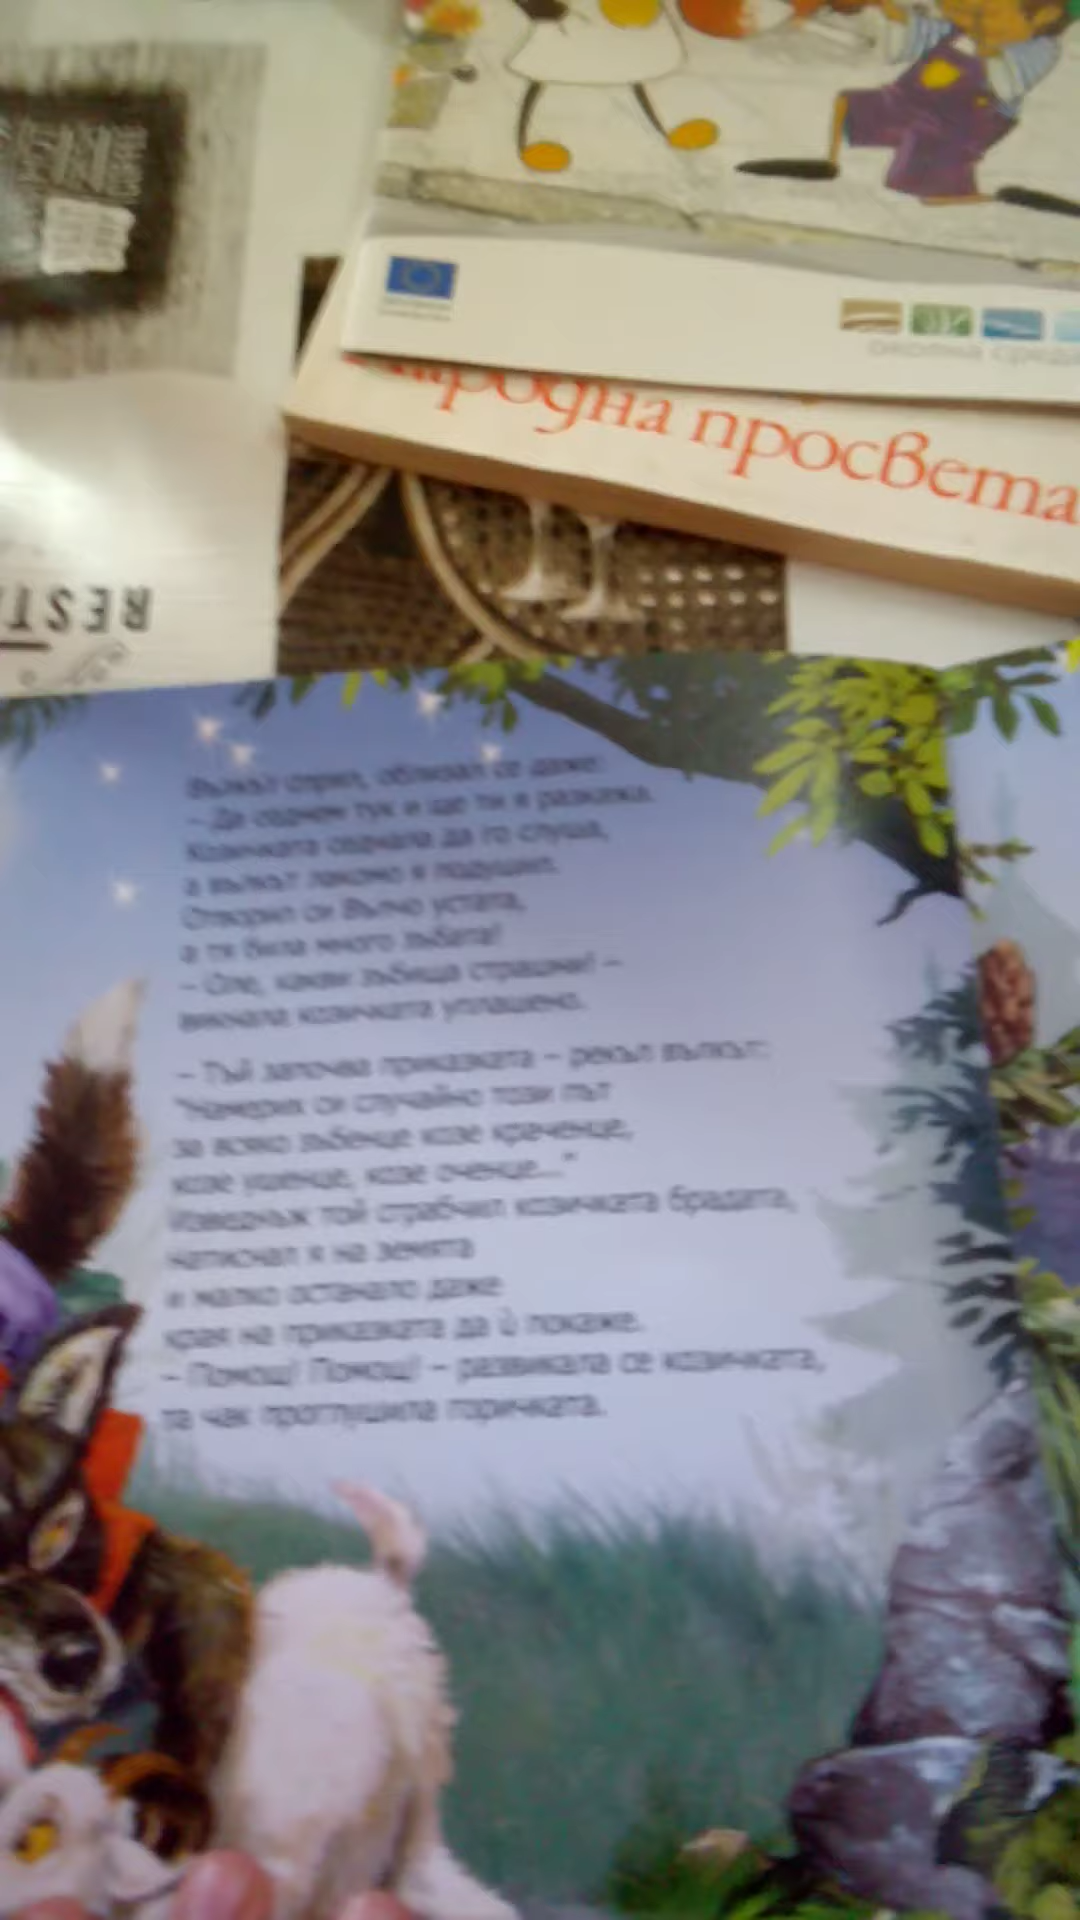 REST
околна среда
народна просвета
Вълкът спрял, облизал се даже:
– Да седнем тук и ще ти я разкажа.
Козичката седнала да го слуша,
а вълкът лакомо я подушил.
Отворил си Вълчо устата,
а тя била много зъбата!
– Оле, какви зъбища страшни! –
викнала козичката уплашено.
– Тъй започва приказката – рекъл вълкът:
"Намерих си случайно този път
за всяко зъбенце козе краченце,
козе ушенце, козе оченце..."
Изведнъж той сграбчил козичката брадата,
натиснал я на земята
и малко останало даже
края на приказката да ѝ покаже.
– Помощ! Помощ! – развикала се козичката,
та чак проглушила горичката.